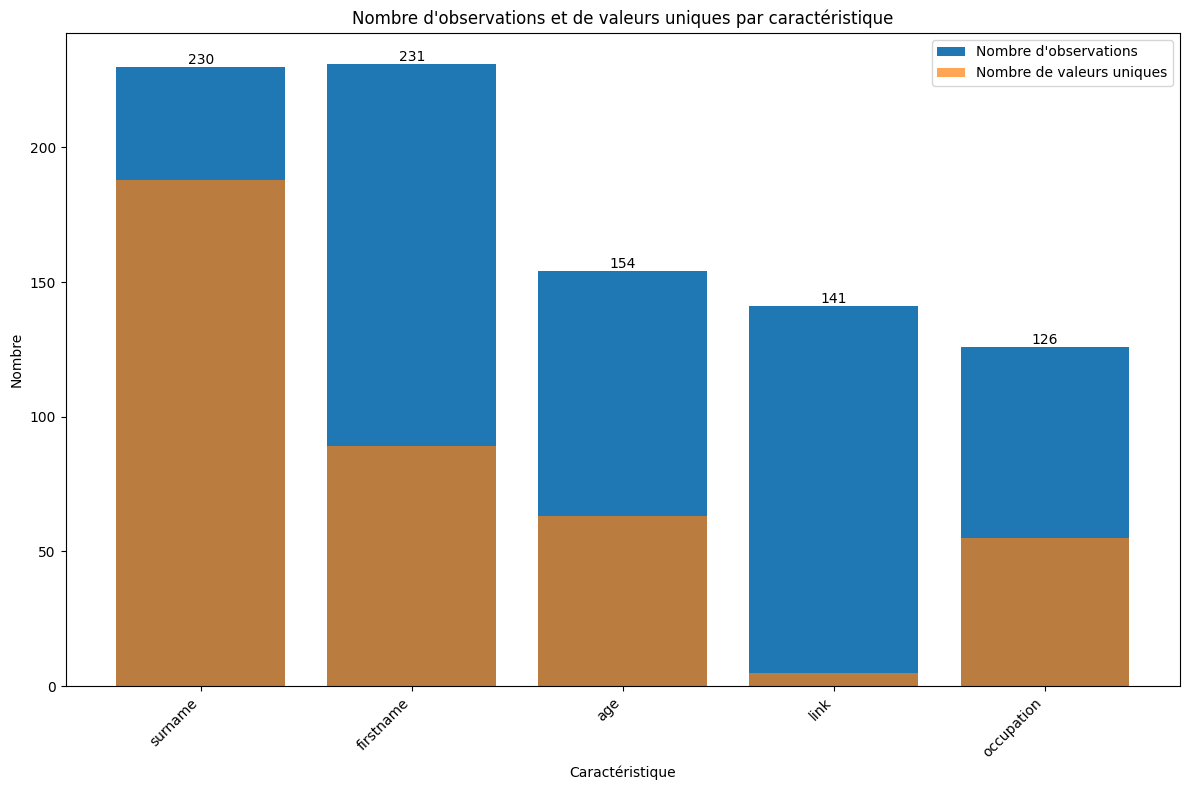 Nombre d'observations et de valeurs uniques par caractéristique
Nombre d'observations
Nombre de valeurs uniques
230
231
154
141
126
200
150
100
50
0
Nombre
surname
firstname
age
link
occupation
Caractéristique